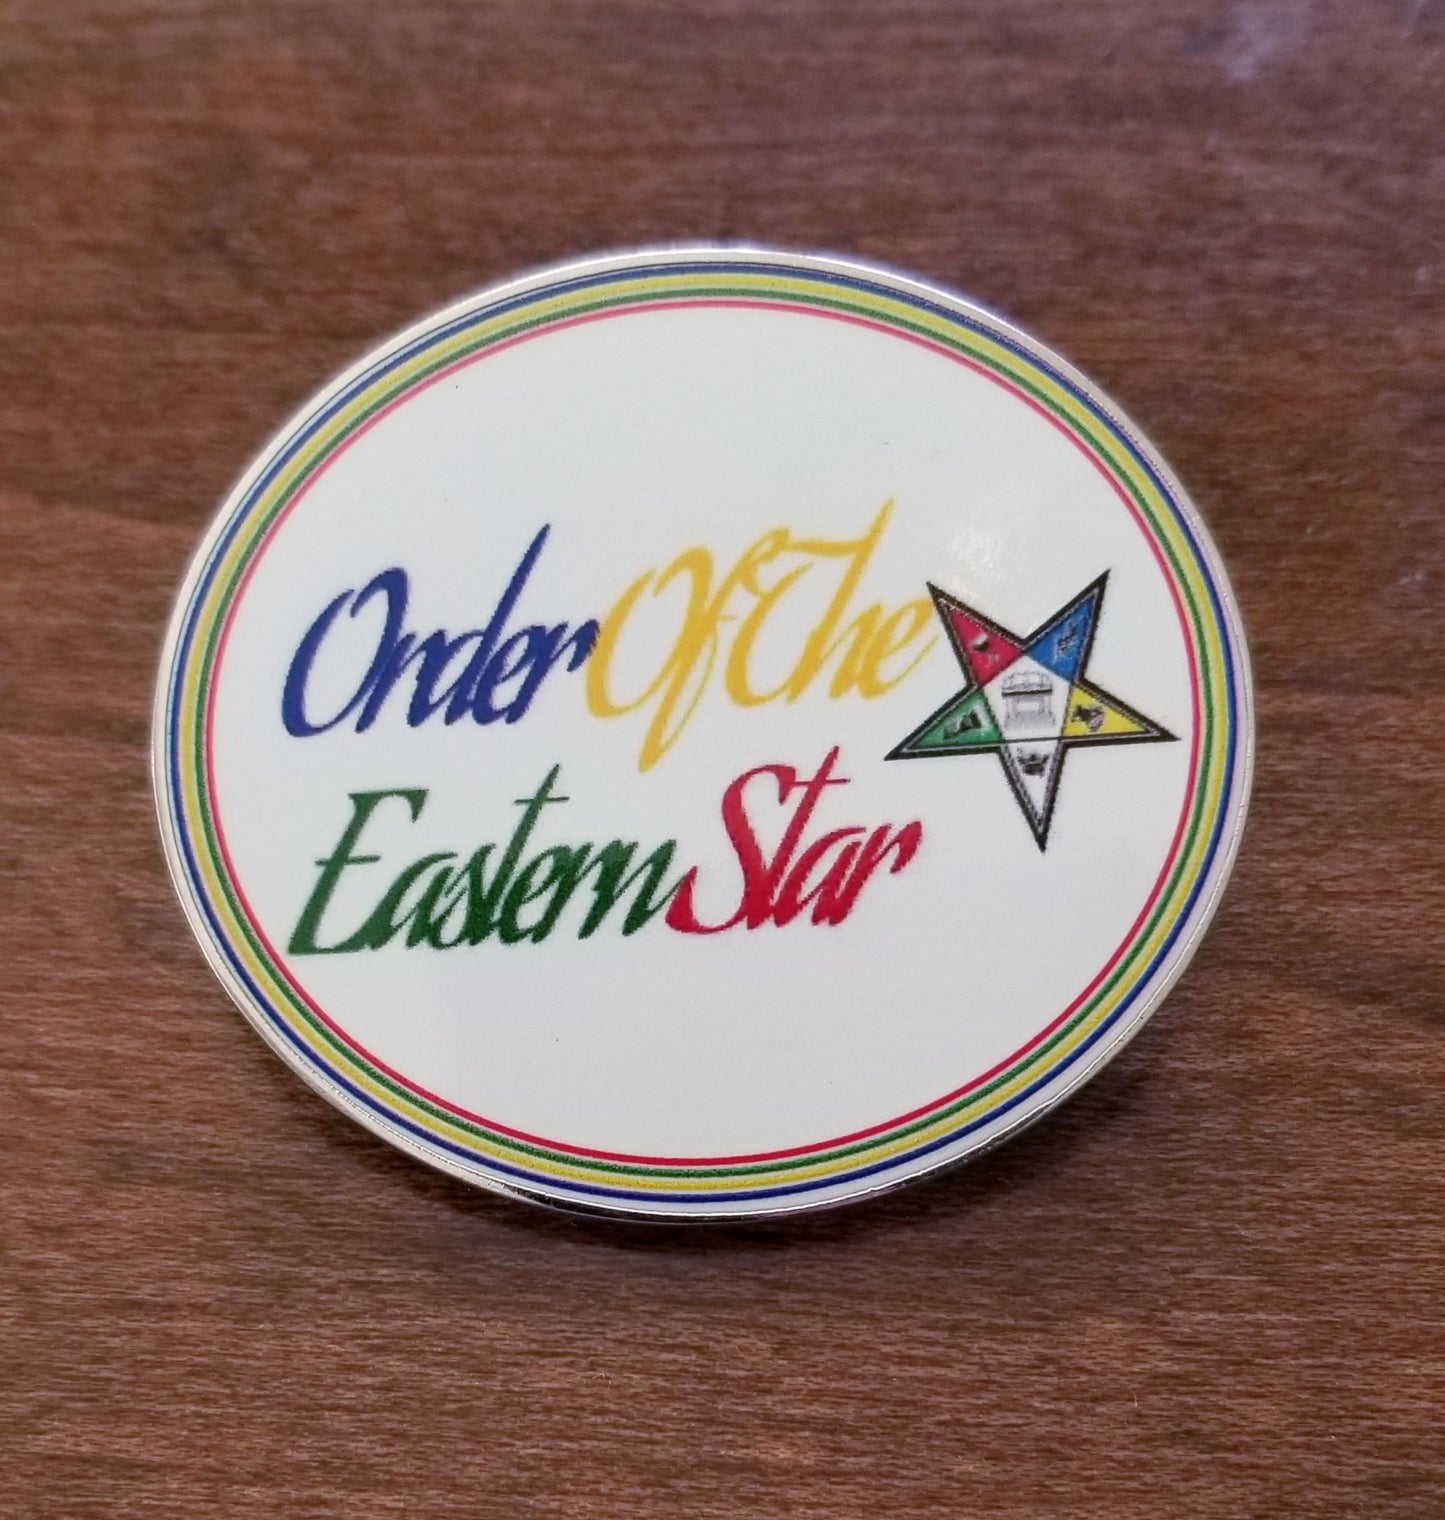 Order Of The
Eastern Star